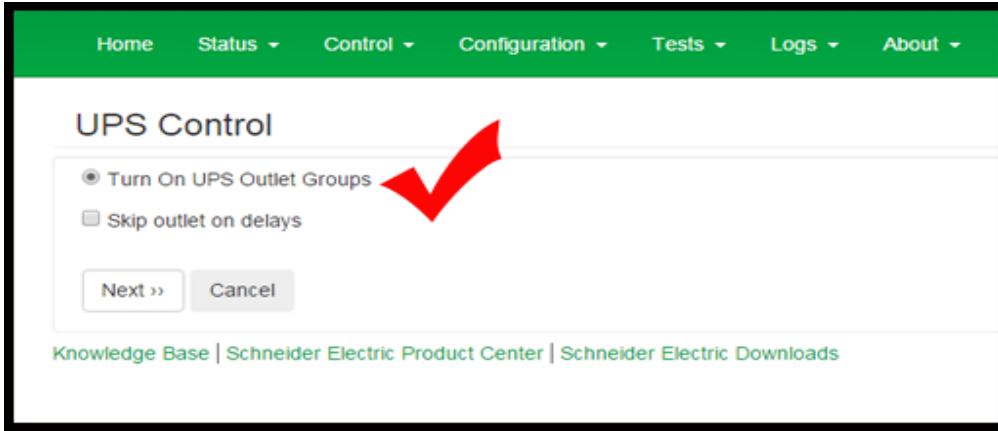 Home Status Control Configuration Tests Logs About
UPS Control
Turn On UPS Outlet Groups
Skip outlet on delays
Next ›› Cancel
Knowledge Base | Schneider Electric Product Center | Schneider Electric Downloads